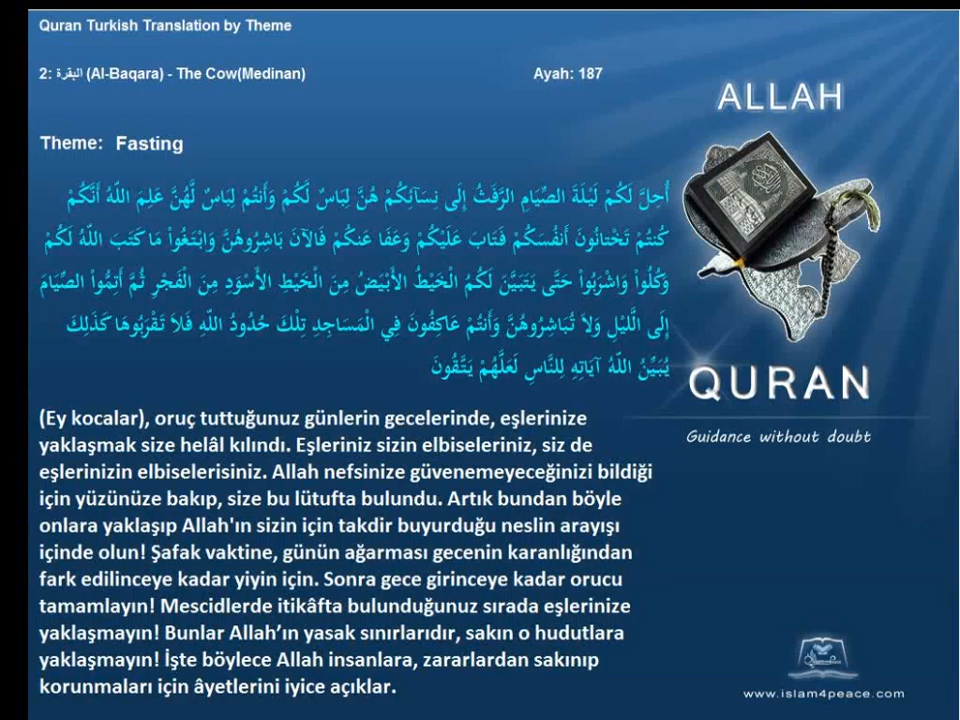 Quran Turkish Translation by Theme
2: البقرة (Al-Baqara) - The Cow(Medinan)
Ayah: 187
Theme: Fasting
أُحِلَّ لَكُمْ لَيْلَةَ الصِّيَامِ الرَّفَثُ إِلَى نِسَآئِكُمْ هُنَّ لِبَاسٌ لَّكُمْ وَأَنتُمْ لِبَاسٌ لَّهُنَّ عَلِمَ اللّهُ أَنَّكُمْ
كُنتُمْ تَخْتانُونَ أَنفُسَكُمْ فَتَابَ عَلَيْكُمْ وَعَفَا عَنكُمْ فَالآنَ بَاشِرُوهُنَّ وَابْتَغُواْ مَا كَتَبَ اللّهُ لَكُمْ
وَكُلُواْ وَاشْرَبُواْ حَتَّى يَتَبَيَّنَ لَكُمُ الْخَيْطُ الأَبْيَضُ مِنَ الْخَيْطِ الأَسْوَدِ مِنَ الْفَجْرِ ثُمَّ أَتِمُّواْ الصِّيَامَ
إِلَى الَّليْلِ وَلاَ تُبَاشِرُوهُنَّ وَأَنتُمْ عَاكِفُونَ فِي الْمَسَاجِدِ تِلْكَ حُدُودُ اللّهِ فَلاَ تَقْرَبُوهَا كَذَلِكَ
يُبَيِّنُ اللّهُ آيَاتِهِ لِلنَّاسِ لَعَلَّهُمْ يَتَّقُونَ
(Ey kocalar), oruç tuttuğunuz günlerin gecelerinde, eşlerinize
yaklaşmak size helâl kılındı. Eşleriniz sizin elbiseleriniz, siz de
eşlerinizin elbiselerisiniz. Allah nefsinize güvenemeyeceğinizi bildiği
için yüzünüze bakıp, size bu lütufta bulundu. Artık bundan böyle
onlara yaklaşıp Allah'ın sizin için takdir buyurduğu neslin arayışı
içinde olun! Şafak vaktine, günün ağarması gecenin karanlığından
fark edilinceye kadar yiyin için. Sonra gece girinceye kadar orucu
tamamlayın! Mescidlerde itikâfta bulunduğunuz sırada eşlerinize
yaklaşmayın! Bunlar Allah’ın yasak sınırlarıdır, sakın o hudutlara
yaklaşmayın! İşte böylece Allah insanlara, zararlardan sakınıp
korunmaları için âyetlerini iyice açıklar.
ALLAH
QURAN
Guidance without doubt
www.islam4peace.com